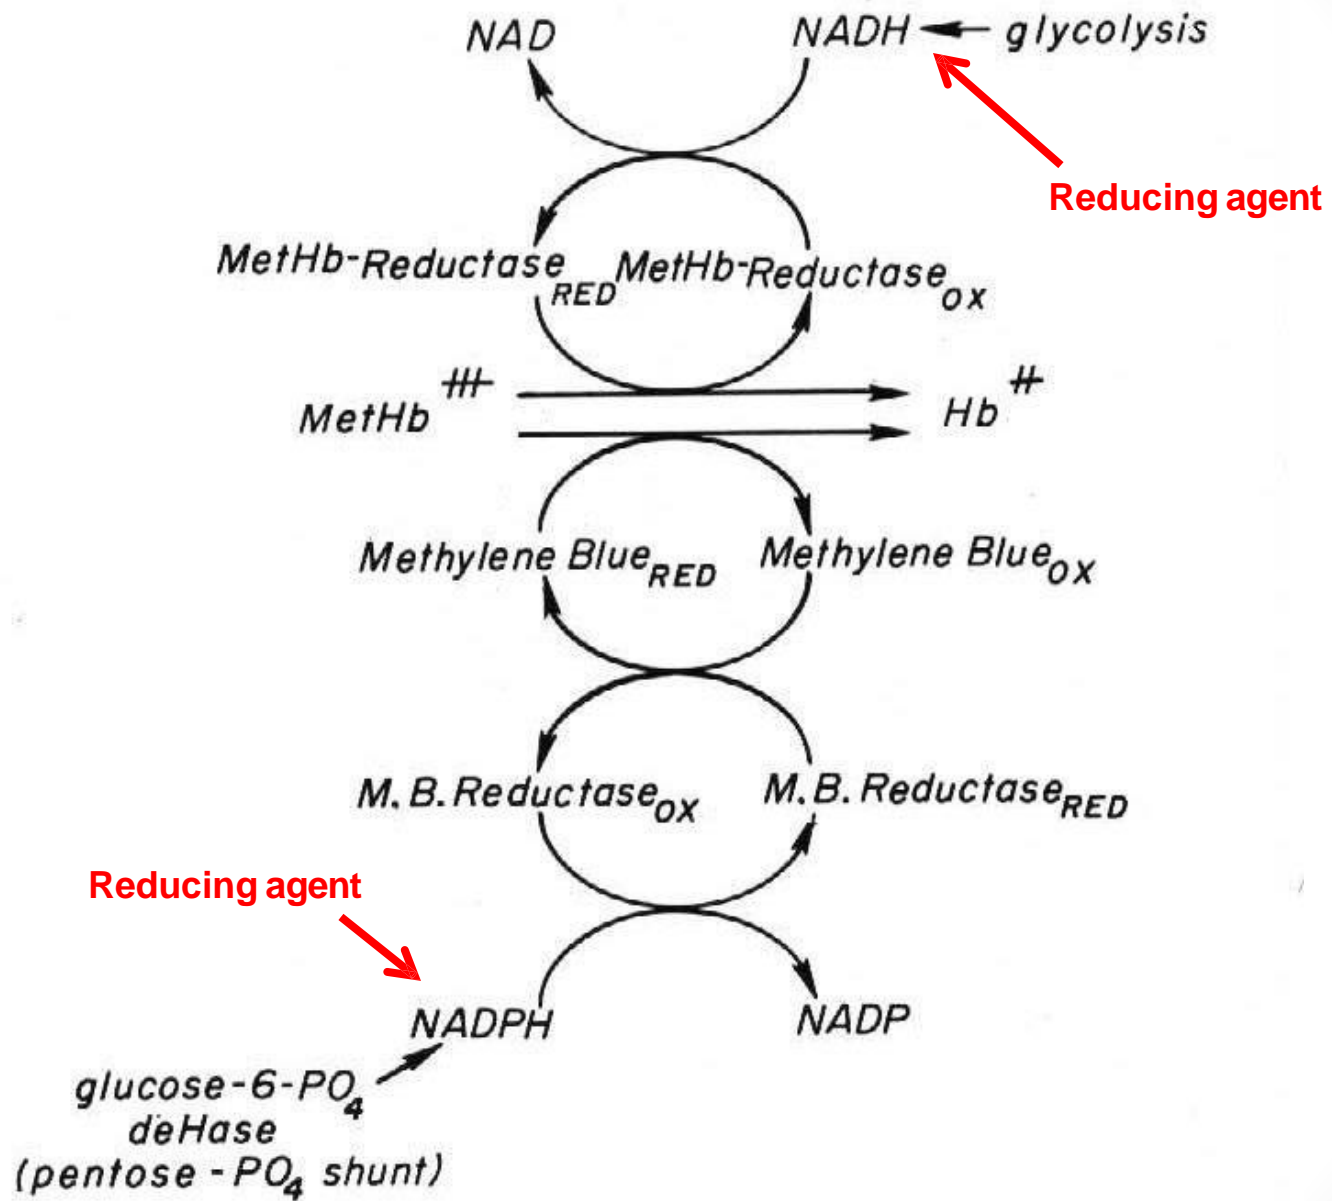 NAD NADH glycolysis
Reducing agent
MetHb-Reductase RED MetHb-Reductase OX
MetHb +++ Hb ++
Methylene Blue RED Methylene Blue OX
M.B. Reductase OX M.B. Reductase RED
Reducing agent
NADPH NADP
glucose-6-PO4
deHase
(pentose-PO4 shunt)